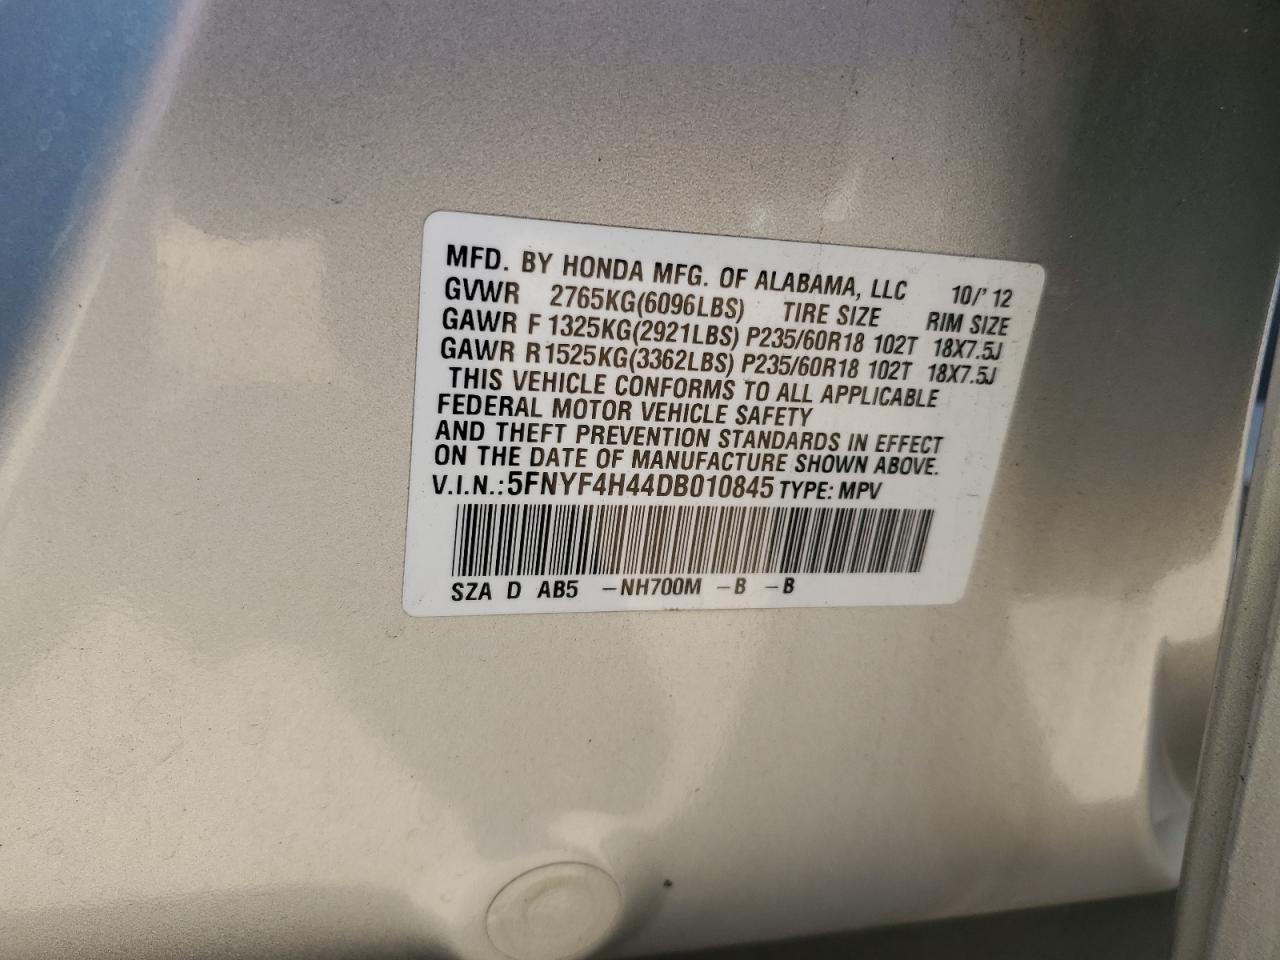 MFD. BY HONDA MFG. OF ALABAMA, LLC 10/'12
GVWR 2765KG(6096LBS) TIRE SIZE RIM SIZE
GAWR F 1325KG(2921LBS) P235/60R18 102T 18X7.5J
GAWR R 1525KG(3362LBS) P235/60R18 102T 18X7.5J
THIS VEHICLE CONFORMS TO ALL APPLICABLE
FEDERAL MOTOR VEHICLE SAFETY
AND THEFT PREVENTION STANDARDS IN EFFECT
ON THE DATE OF MANUFACTURE SHOWN ABOVE.
V.I.N.:5FNYF4H44DB010845 TYPE: MPV
SZA D AB5 -NH700M -B -B